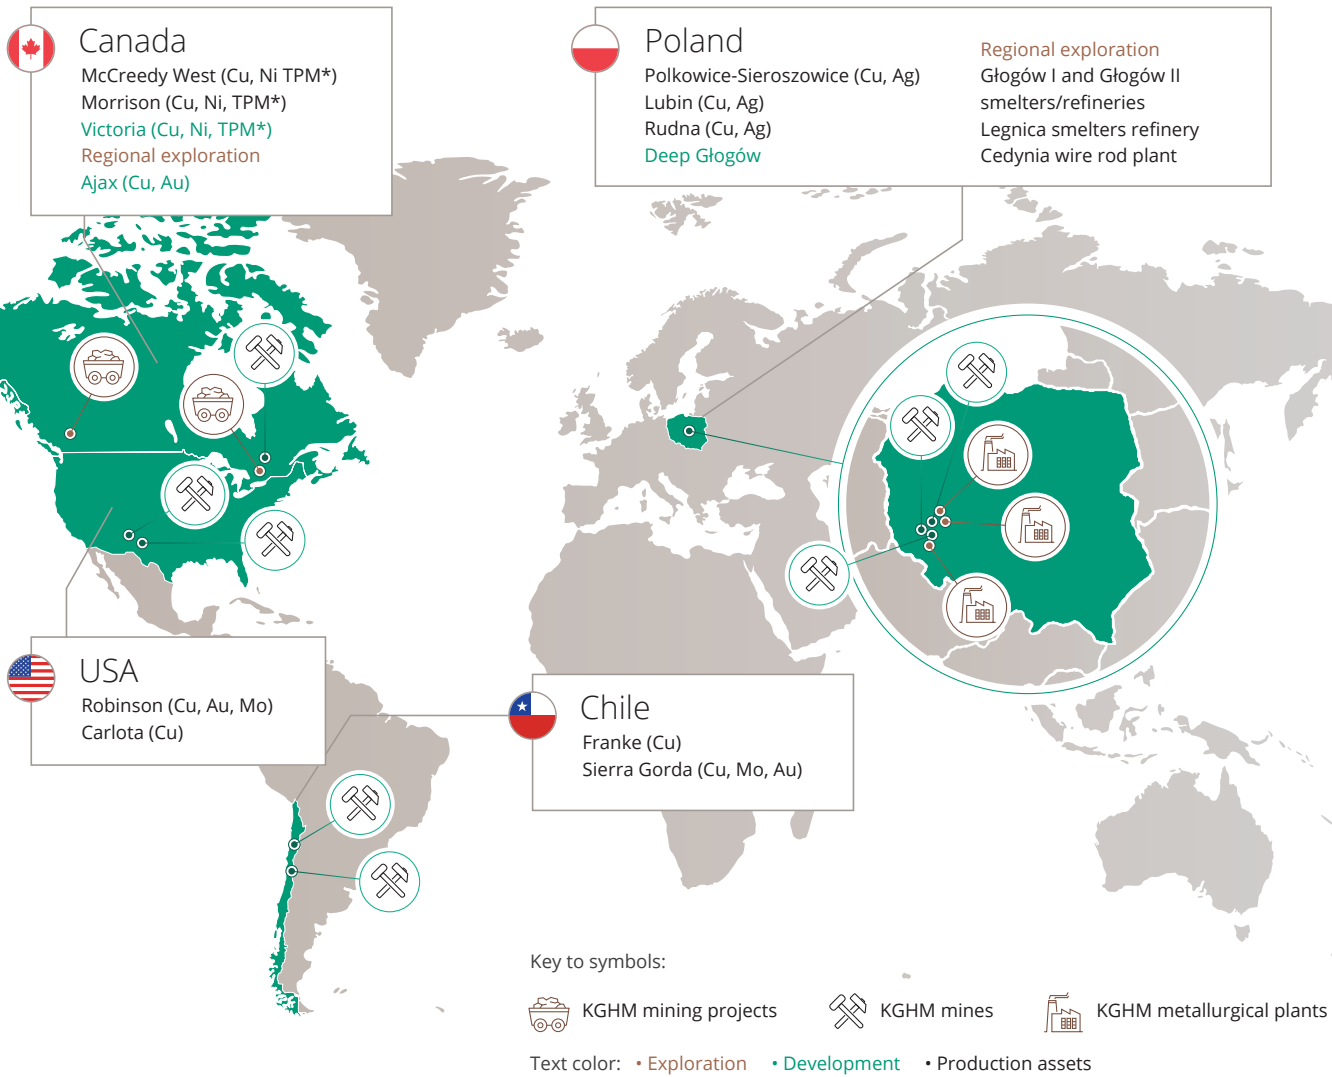 Canada
McCreedy West (Cu, Ni TPM*)
Morrison (Cu, Ni, TPM*)
Victoria (Cu, Ni, TPM*)
Regional exploration
Ajax (Cu, Au)
Poland
Polkowice-Sieroszowice (Cu, Ag)
Lubin (Cu, Ag)
Rudna (Cu, Ag)
Deep Głogów
Regional exploration
Głogów I and Głogów II
smelters/refineries
Legnica smelters refinery
Cedynia wire rod plant
USA
Robinson (Cu, Au, Mo)
Carlota (Cu)
Chile
Franke (Cu)
Sierra Gorda (Cu, Mo, Au)
Key to symbols:
KGHM mining projects
KGHM mines
KGHM metallurgical plants
Text color: • Exploration • Development • Production assets